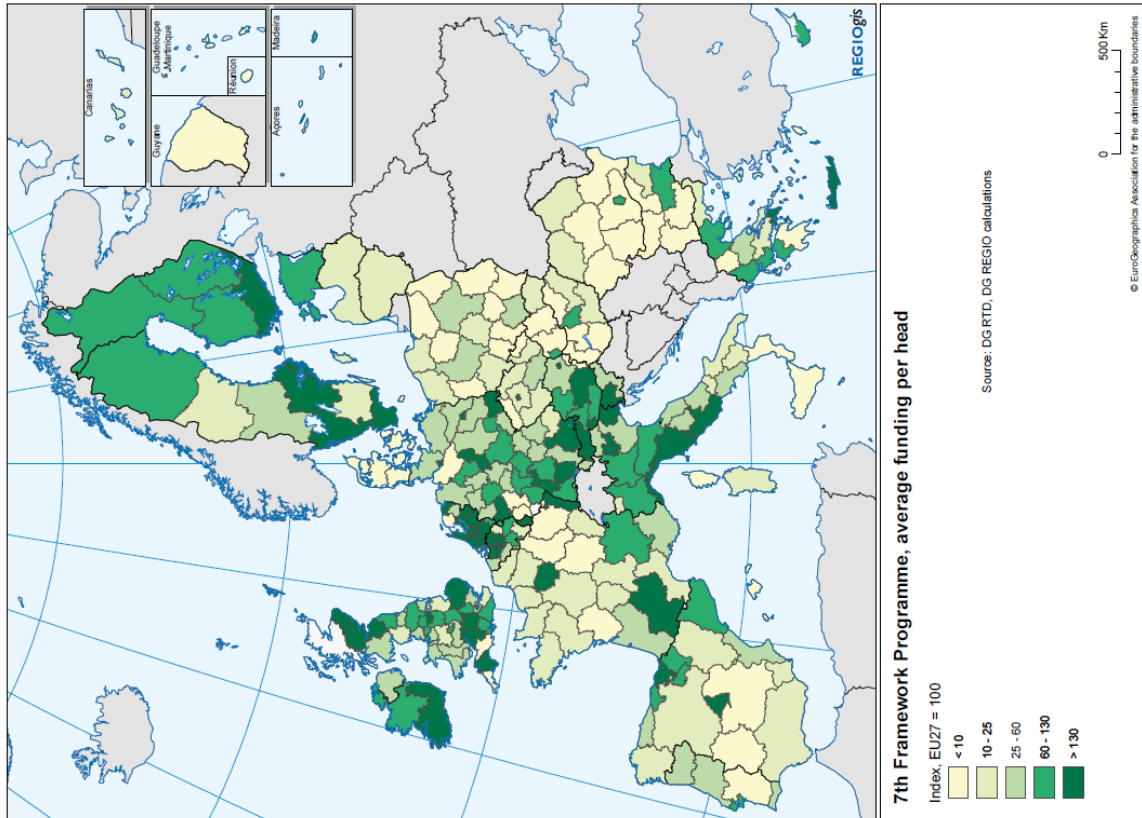 Canarias
Guyane
Guadeloupe
Martinique
Réunion
Açores
Madeira
REGIOgis
7th Framework Programme, average funding per head
Index, EU27 = 100
< 10
10 - 25
25 - 60
60 - 130
> 130
Source: DG RTD, DG REGIO calculations
0 500 Km
© EuroGeographics Association for the administrative boundaries